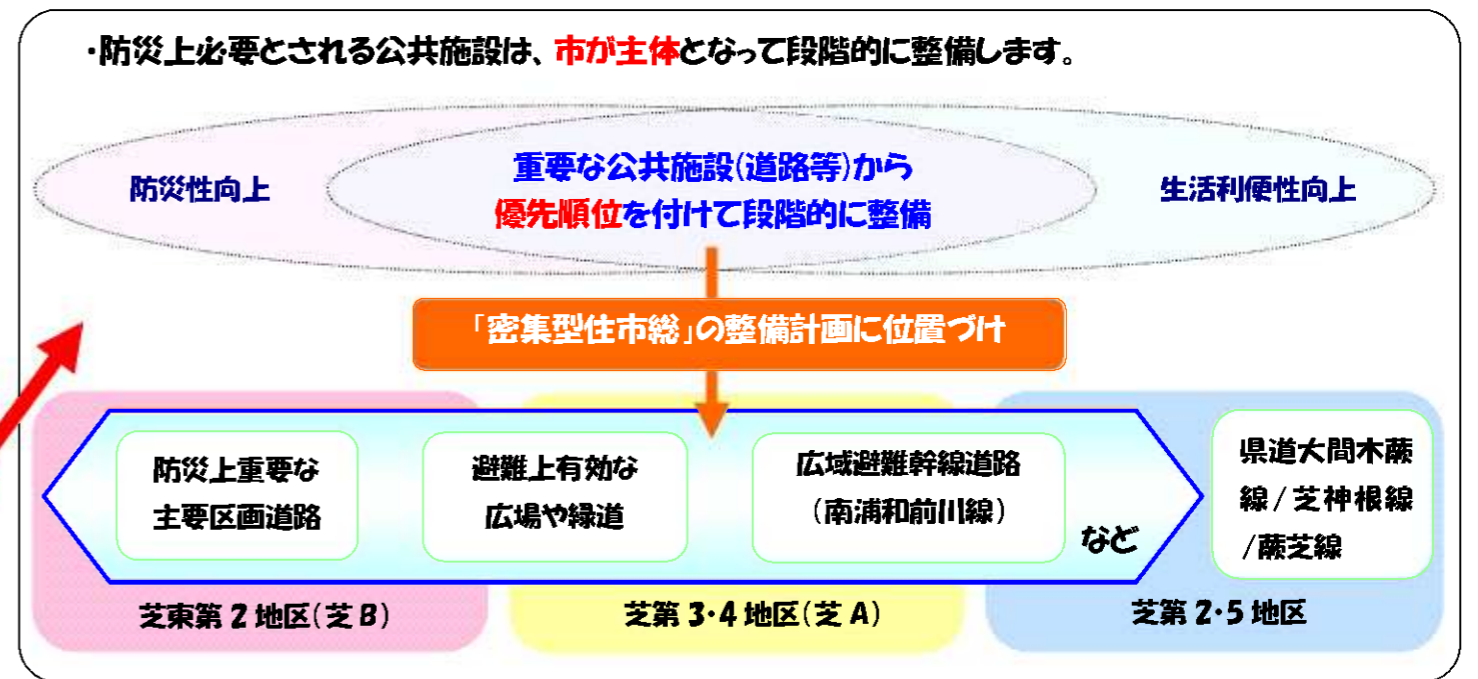 ・防災上必要とされる公共施設は、市が主体となって段階的に整備します。
防災性向上
重要な公共施設(道路等)から
優先順位を付けて段階的に整備
生活利便性向上
「密集型住市総」の整備計画に位置づけ
防災上重要な
主要区画道路
避難上有効な
広場や緑道
広域避難幹線道路
(南浦和前川線)
など
県道大間木蕨
線/芝神根線
/蕨芝線
芝東第2地区(芝B)
芝第3・4地区(芝A)
芝第2・5地区